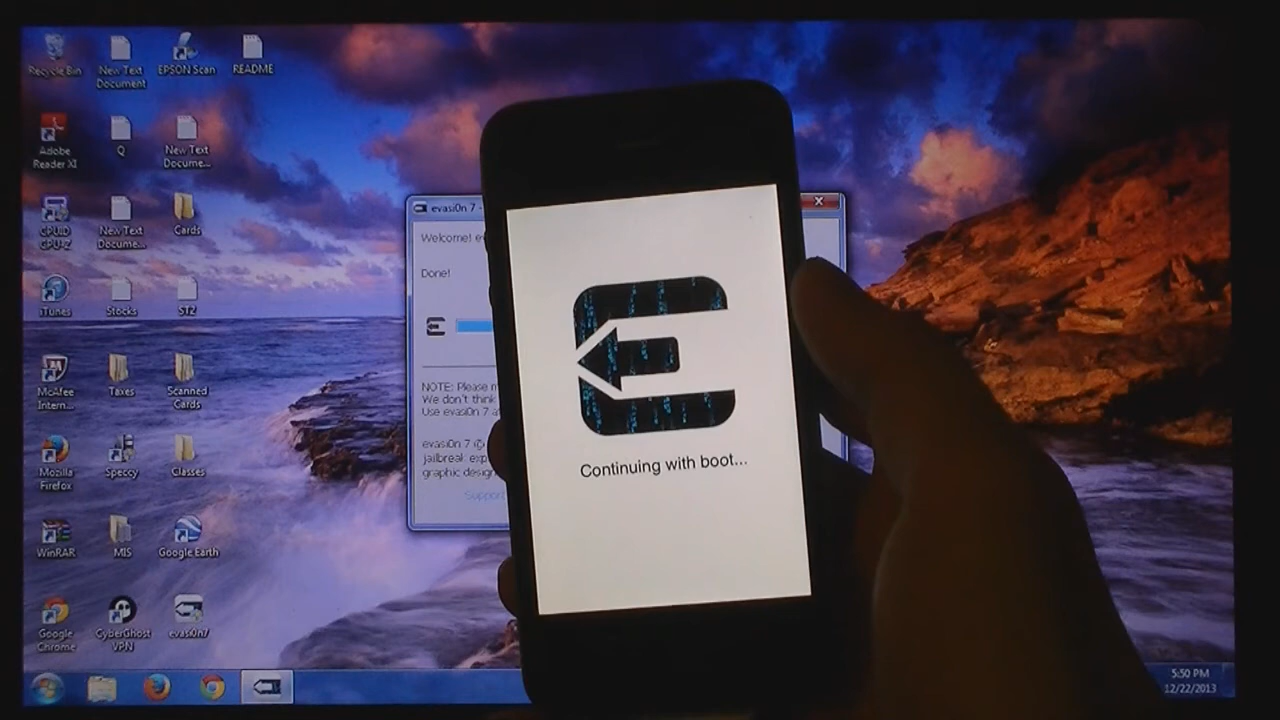 Recycle Bin
New Text
Document
EPSON Scan
README
Adobe
Reader XI
Q
New Text
Docume...
CPUID
CPU-Z
New Text
Docume...
Cards
iTunes
Stocks
ST2
McAfee
Intern...
Taxes
Scanned
Cards
Mozilla
Firefox
Speccy
Classes
WinRAR
MIS
Google Earth
Google
Chrome
CyberGhost
VPN
evasi0n7
evasi0n 7 -
Welcome!
Done!
NOTE: Please
We don't think
Use evasi0n 7
evasi0n 7
jailbreak
graphic
Continuing with boot...
5:50 PM
12/22/2013